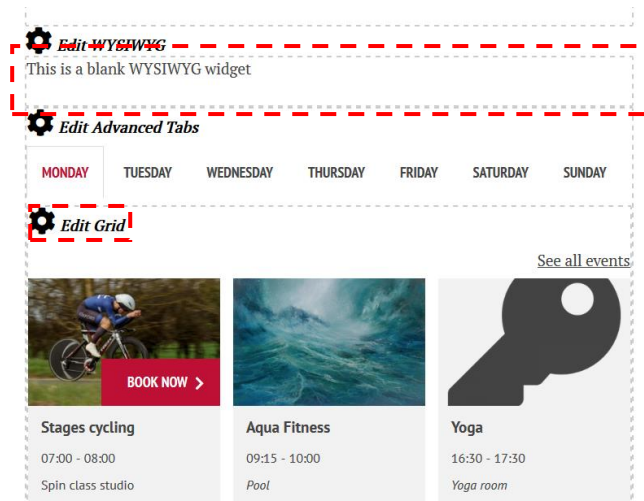 Edit WYSIWYG
This is a blank WYSIWYG widget
Edit Advanced Tabs
MONDAY TUESDAY WEDNESDAY THURSDAY FRIDAY SATURDAY SUNDAY
Edit Grid
See all events
BOOK NOW
Stages cycling Aqua Fitness Yoga
07:00 - 08:00 09:15 - 10:00 16:30 - 17:30
Spin class studio Pool Yoga room